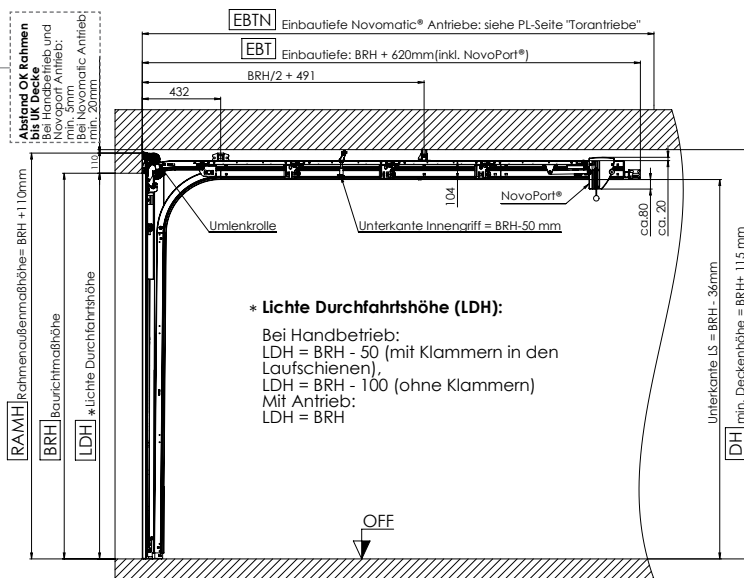 EBTN Einbautiefe Novomatic® Antriebe: siehe PL-Seite "Torantriebe"
EBT Einbautiefe: BRH + 620mm(inkl. NovoPort®)
BRH/2 + 491
432
Abstand OK Rahmen
bis UK Decke
Bei Handbetrieb und
Novoport Antrieb:
min. 5mm
Bei Novomatic Antrieb
min. 20mm
110
RAMH Rahmenaußenmaßhöhe= BRH +110mm
BRH Baurichtmaßhöhe
LDH *Lichte Durchfahrtshöhe
Umlenkrolle
Unterkante Innengriff = BRH-50 mm
104
NovoPort®
ca.80
ca. 20
Unterkante LS = BRH - 36mm
DH min. Deckenhöhe = BRH+ 115 mm
* Lichte Durchfahrtshöhe (LDH):
Bei Handbetrieb:
LDH = BRH - 50 (mit Klammern in den
Laufschienen),
LDH = BRH - 100 (ohne Klammern)
Mit Antrieb:
LDH = BRH
OFF